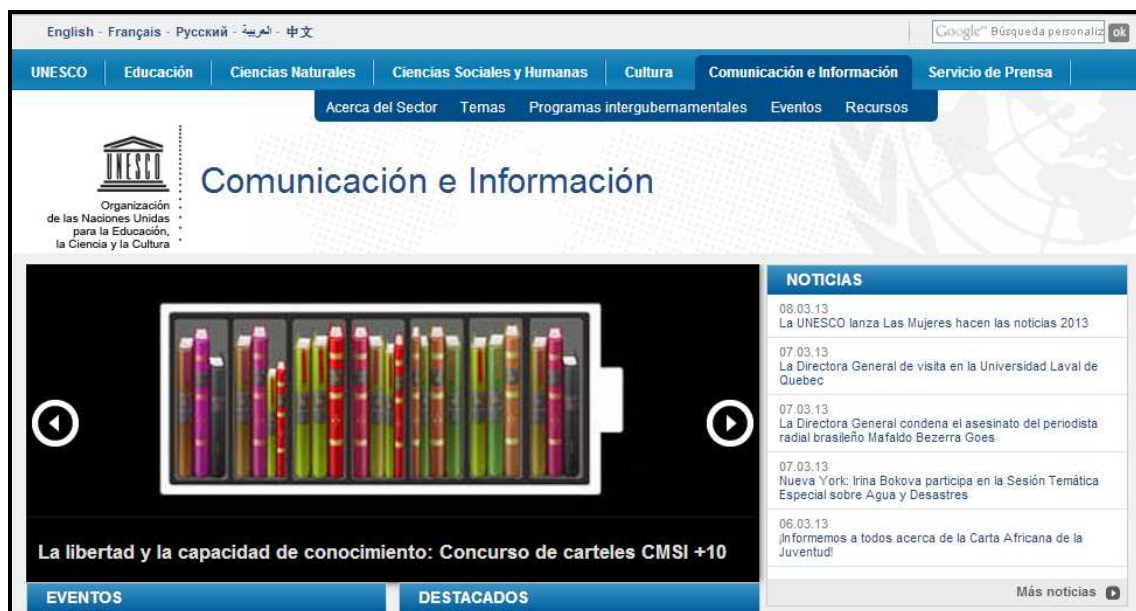 English - Français - Русский - العربية - 中文
Google™ Búsqueda personaliz ok
UNESCO Educación Ciencias Naturales Ciencias Sociales y Humanas Cultura Comunicación e Información Servicio de Prensa
Acerca del Sector Temas Programas intergubernamentales Eventos Recursos
UNESCO
Organización
de las Naciones Unidas
para la Educación,
la Ciencia y la Cultura
Comunicación e Información
La libertad y la capacidad de conocimiento: Concurso de carteles CMSI +10
NOTICIAS
08.03.13
La UNESCO lanza Las Mujeres hacen las noticias 2013
07.03.13
La Directora General de visita en la Universidad Laval de
Quebec
07.03.13
La Directora General condena el asesinato del periodista
radial brasileño Mafaldo Bezerra Goes
07.03.13
Nueva York: Irina Bokova participa en la Sesión Temática
Especial sobre Agua y Desastres
06.03.13
¡Informemos a todos acerca de la Carta Africana de la
Juventud!
Más noticias
EVENTOS
DESTACADOS